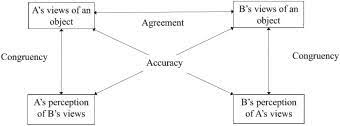 A's views of an
object
B's views of an
object
Agreement
Congruency
Accuracy
Congruency
A's perception
of B's views
B's perception
of A's views